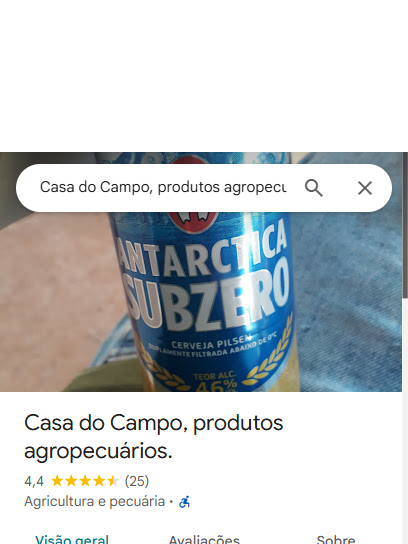 Casa do Campo, produtos agropecu
ANTARCTICA
SUBZERO
CERVEJA PILSEN
DUPLAMENTE FILTRADA ABAIXO DE 0°C
TEOR ALC.
4,6%
Casa do Campo, produtos
agropecuários.
4,4 (25)
Agricultura e pecuária ·
Visão geral Avaliações Sobre